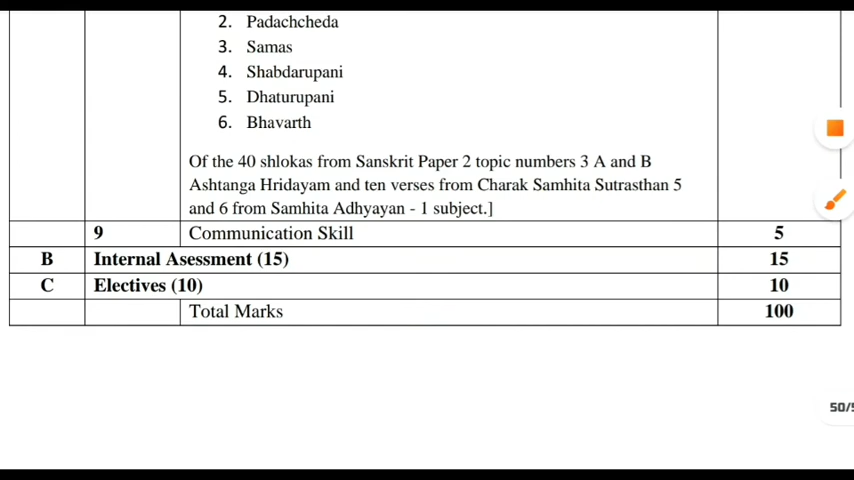 2. Padachcheda
3. Samas
4. Shabdarupani
5. Dhaturupani
6. Bhavarth
Of the 40 shlokas from Sanskrit Paper 2 topic numbers 3 A and B
Ashtanga Hridayam and ten verses from Charak Samhita Sutrasthan 5
and 6 from Samhita Adhyayan - 1 subject.]
9 Communication Skill 5
B Internal Asessment (15) 15
C Electives (10) 10
Total Marks 100
50/5